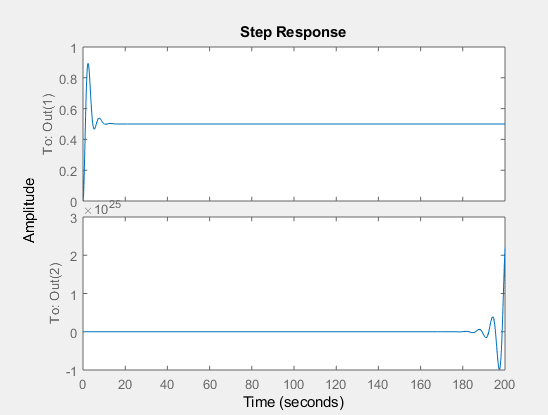 Step Response
1
0.8
0.6
0.4
0.2
0
To: Out(1)
Amplitude
×10^25
3
2
1
0
-1
To: Out(2)
0 20 40 60 80 100 120 140 160 180 200
Time (seconds)